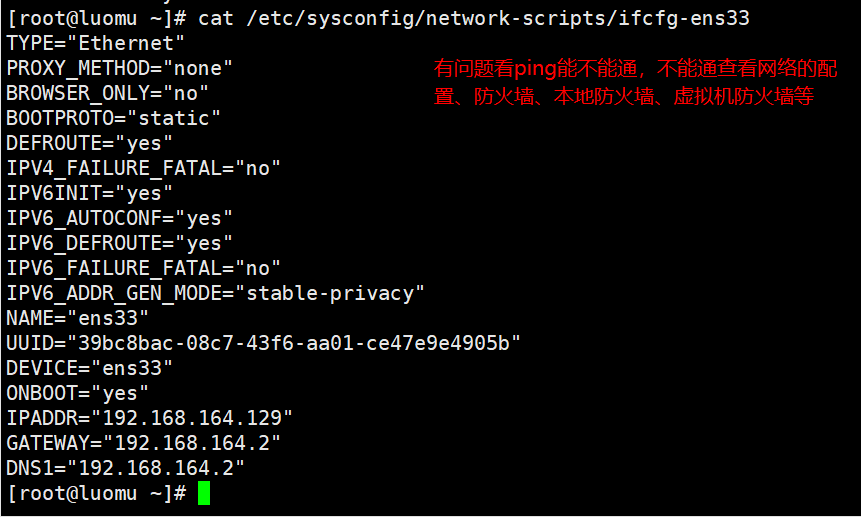 [root@luomu ~]# cat /etc/sysconfig/network-scripts/ifcfg-ens33
TYPE="Ethernet"
PROXY_METHOD="none"
BROWSER_ONLY="no"
BOOTPROTO="static"
DEFROUTE="yes"
IPV4_FAILURE_FATAL="no"
IPV6INIT="yes"
IPV6_AUTOCONF="yes"
IPV6_DEFROUTE="yes"
IPV6_FAILURE_FATAL="no"
IPV6_ADDR_GEN_MODE="stable-privacy"
NAME="ens33"
UUID="39bc8bac-08c7-43f6-aa01-ce47e9e4905b"
DEVICE="ens33"
ONBOOT="yes"
IPADDR="192.168.164.129"
GATEWAY="192.168.164.2"
DNS1="192.168.164.2"
[root@luomu ~]#
有问题看ping能不能通，不能通查看网络的配
置、防火墙、本地防火墙、虚拟机防火墙等